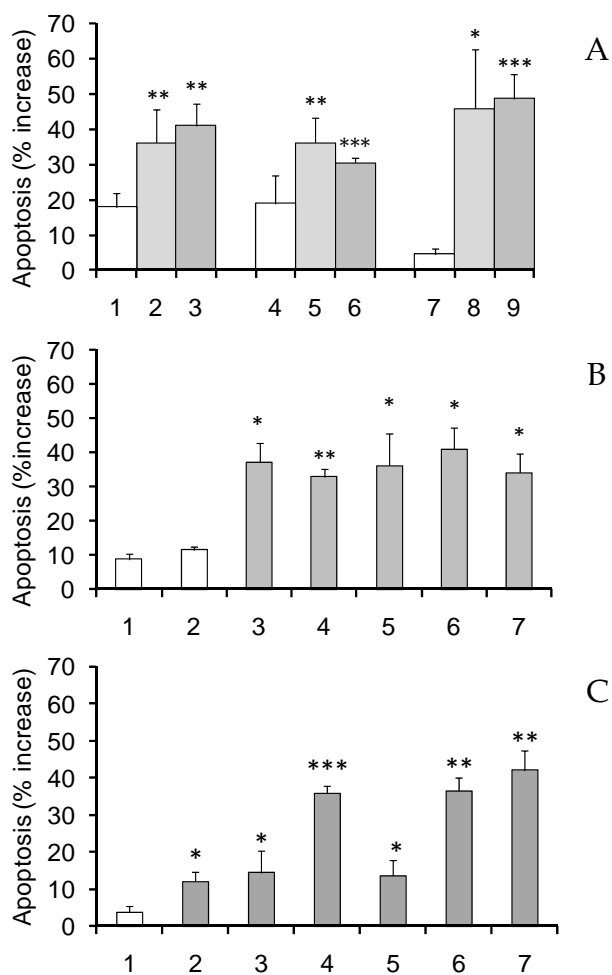 A
Apoptosis (% increase)
70
60
50
40
30
20
10
0
** ** ** *** * ***
1 2 3 4 5 6 7 8 9
B
Apoptosis (%increase)
70
60
50
40
30
20
10
0
* ** * * *
1 2 3 4 5 6 7
C
Apoptosis (% increase)
70
60
50
40
30
20
10
0
* * *** * ** **
1 2 3 4 5 6 7